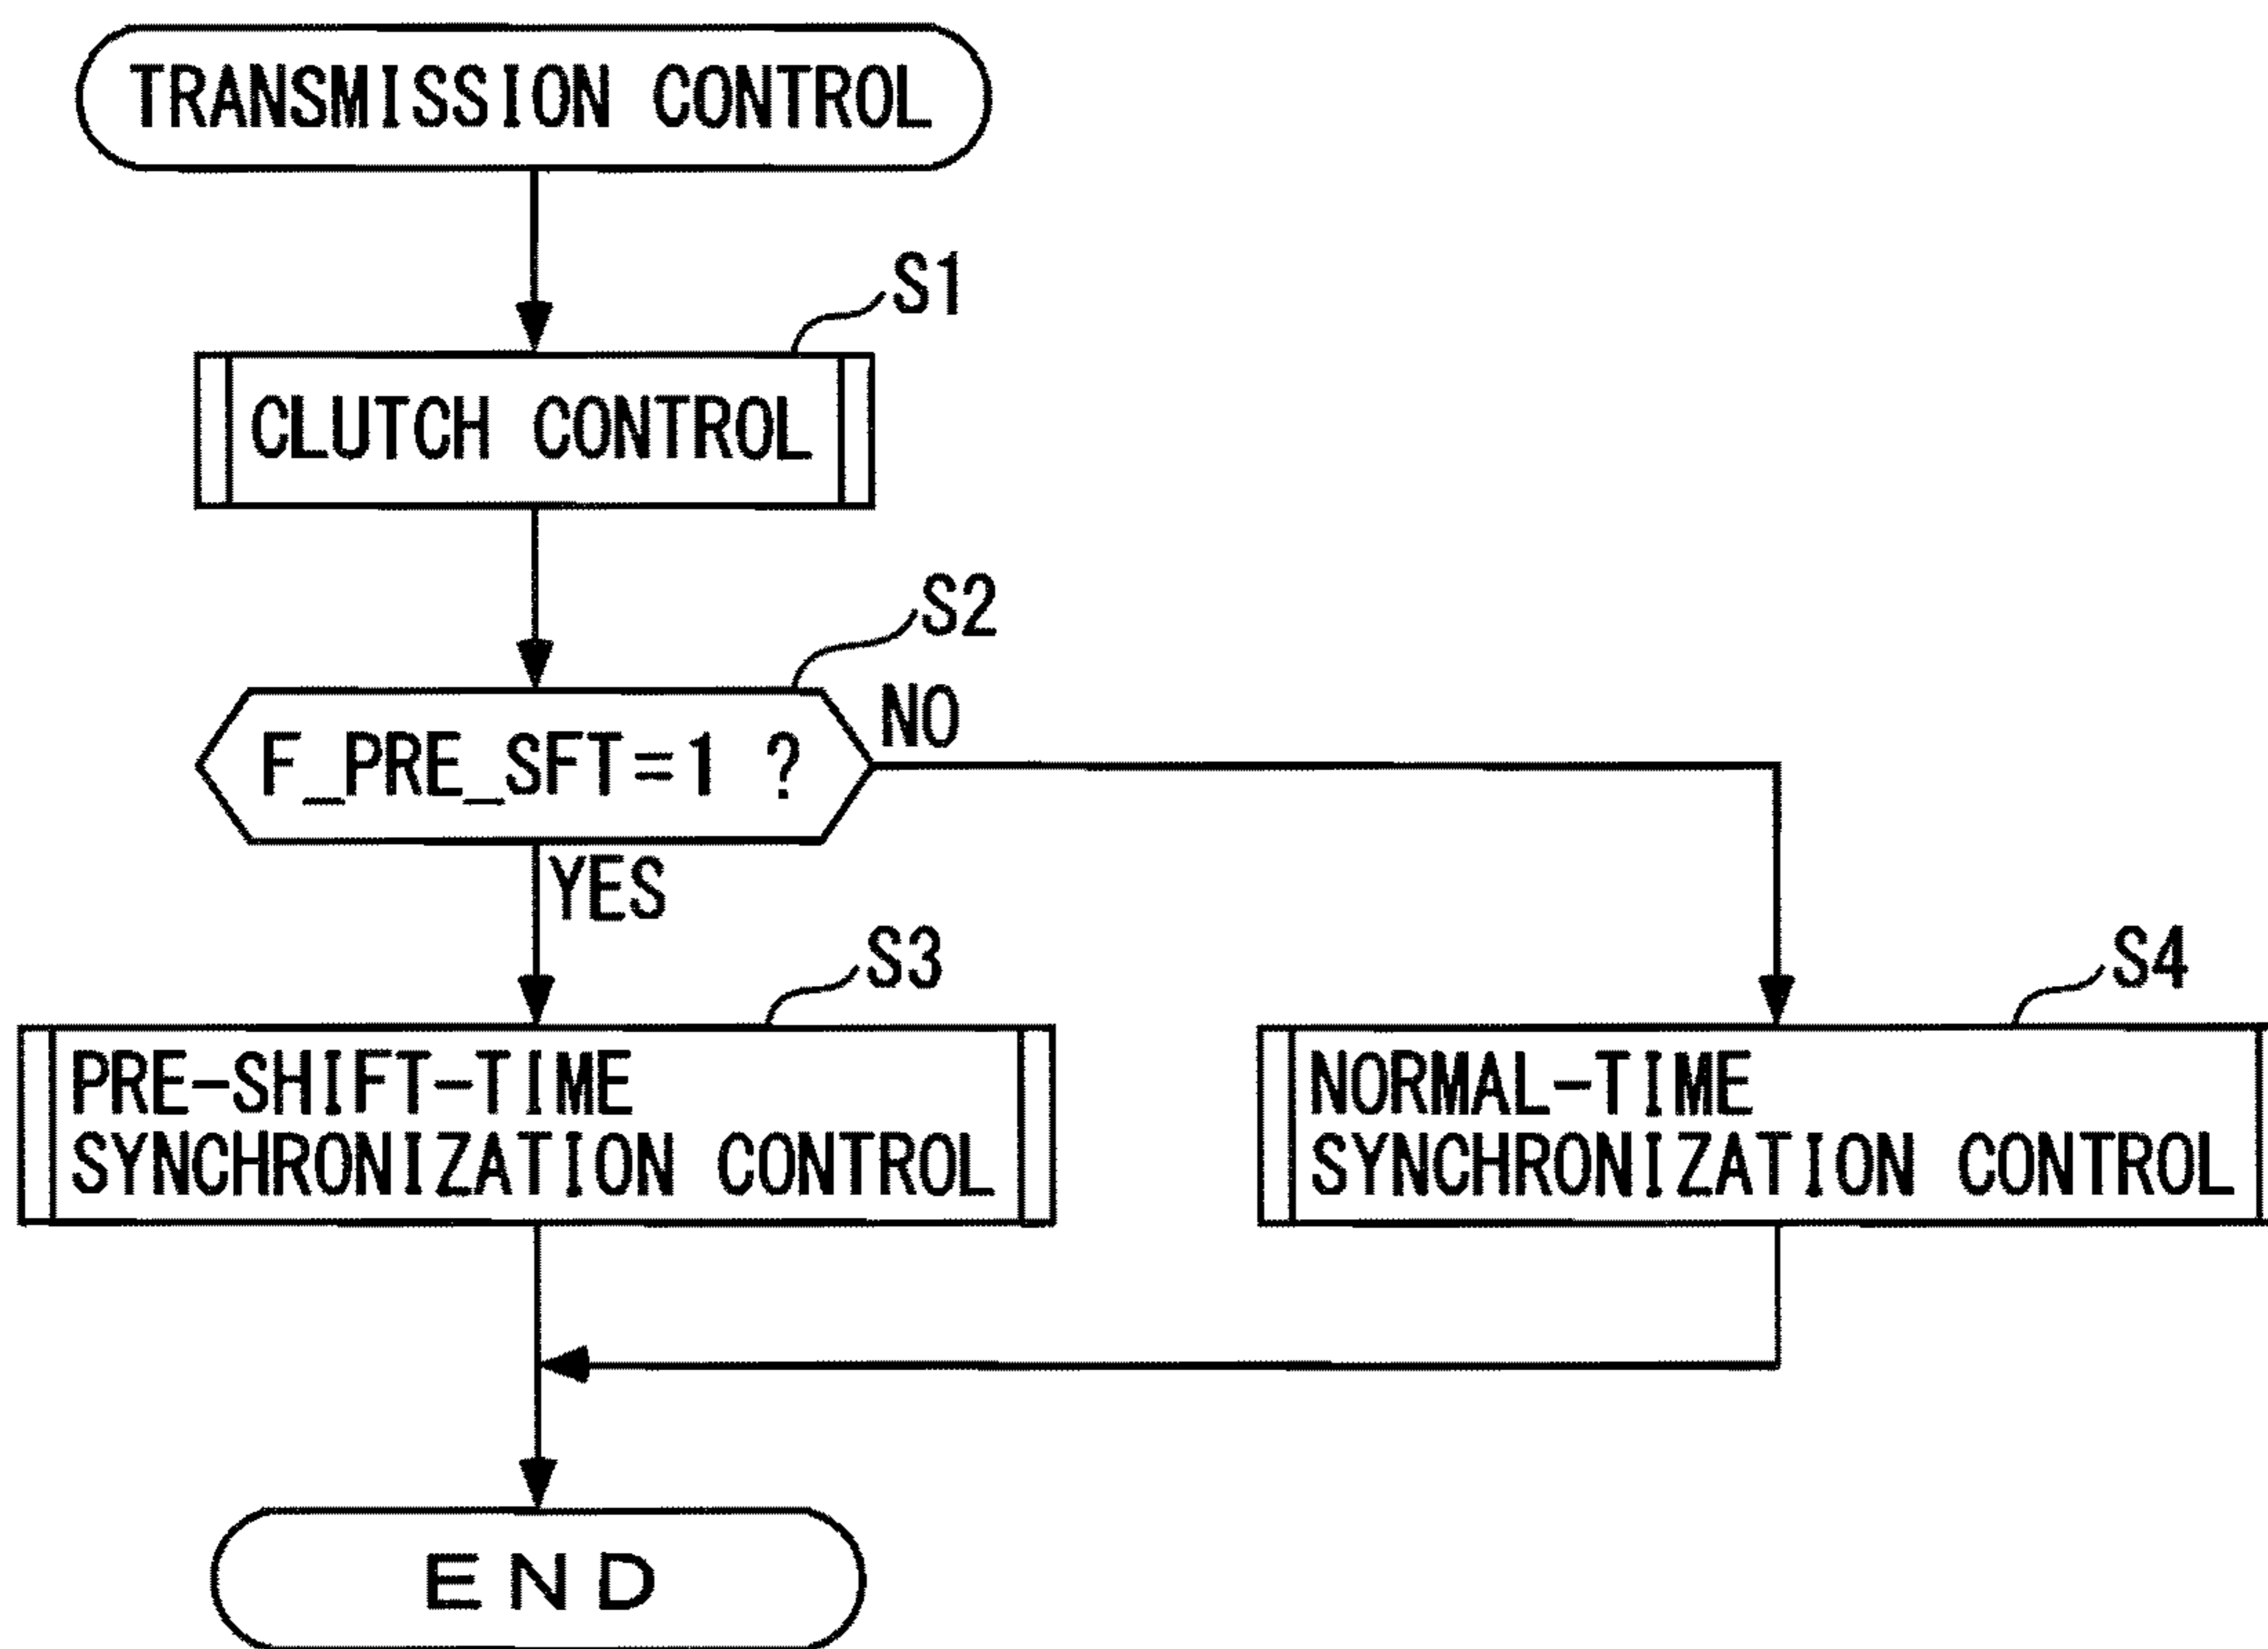 TRANSMISSION CONTROL
S1
CLUTCH CONTROL
S2
F_PRE_SFT=1 ?
NO
YES
S3
PRE-SHIFT-TIME
SYNCHRONIZATION CONTROL
S4
NORMAL-TIME
SYNCHRONIZATION CONTROL
END